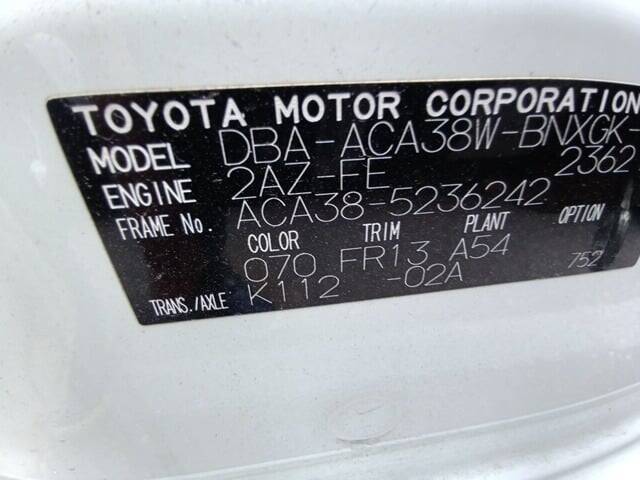 TOYOTA MOTOR CORPORATION
MODEL DBA-ACA38W-BNXGK-
ENGINE 2AZ-FE 2362
FRAME No. ACA38-5236242
COLOR TRIM PLANT OPTION
070 FR13 A54 752
TRANS./AXLE K112 -02A